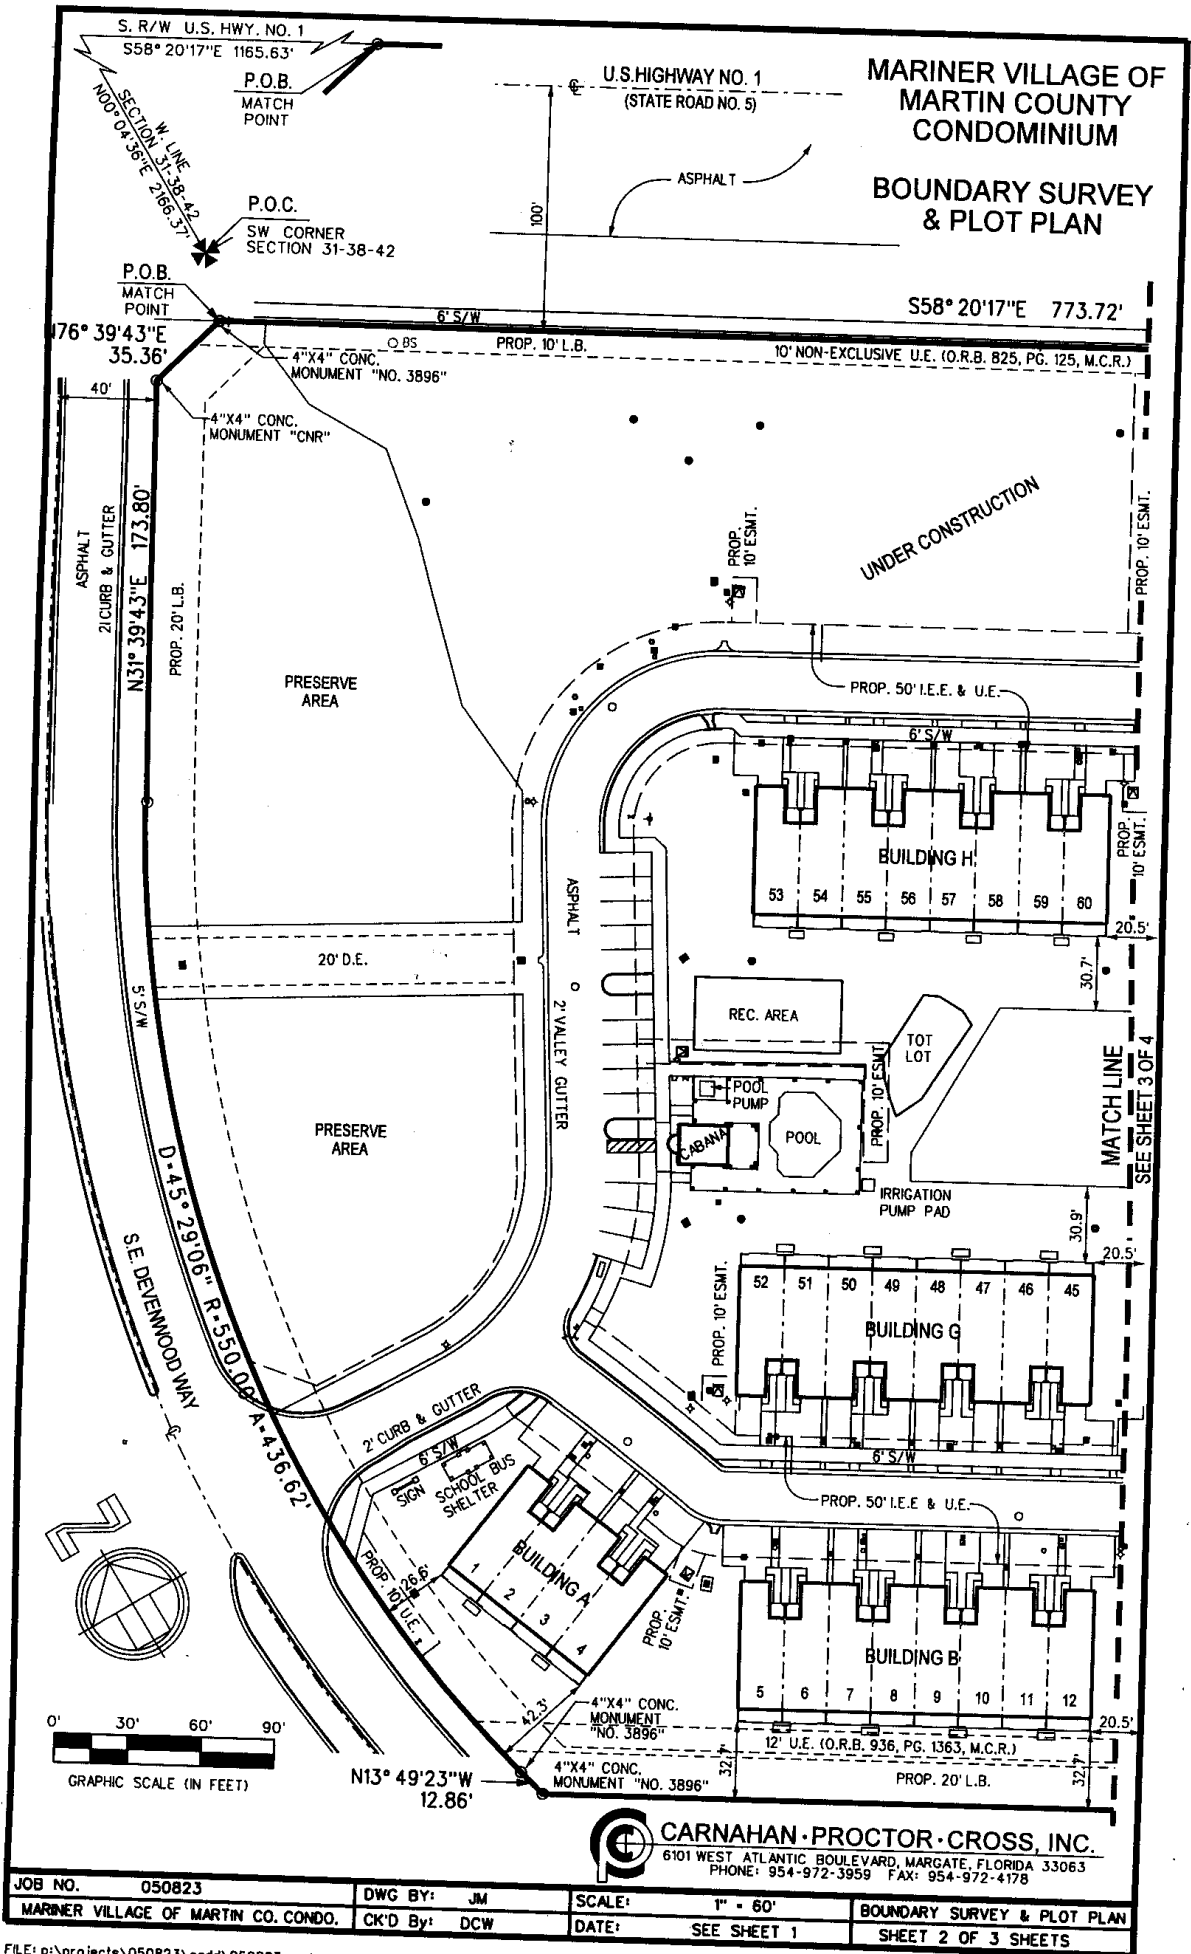 S. R/W U.S. HWY. NO. 1
S58° 20'17"E 1165.63'
P.O.B.
MATCH
POINT
W. LINE
SECTION 31-38-42
N00° 04'36"E 2166.37'
P.O.C.
SW CORNER
SECTION 31-38-42
U.S.HIGHWAY NO. 1
(STATE ROAD NO. 5)
ASPHALT
100'
MARINER VILLAGE OF
MARTIN COUNTY
CONDOMINIUM
BOUNDARY SURVEY
& PLOT PLAN
P.O.B.
MATCH
POINT
S58° 20'17"E 773.72'
N76° 39'43"E
35.36'
6' S/W
BS
PROP. 10' L.B.
10' NON-EXCLUSIVE U.E. (O.R.B. 825, PG. 125, M.C.R.)
4"X4" CONC.
MONUMENT "NO. 3896"
40'
4"X4" CONC.
MONUMENT "CNR"
ASPHALT
2' CURB & GUTTER
N31° 39'43"E 173.80'
PROP. 20' L.B.
UNDER CONSTRUCTION
PROP.
10' ESMT.
PROP. 10' ESMT.
PRESERVE
AREA
PROP. 50' I.E.E. & U.E.
6' S/W
BUILDING H
53 54 55 56 57 58 59 60
PROP.
10' ESMT.
20.5'
30.7'
ASPHALT
20' D.E.
5' S/W
2' VALLEY GUTTER
REC. AREA
TOT
LOT
POOL
PUMP
PROP. 10' ESMT.
CABANA
POOL
MATCH LINE
SEE SHEET 3 OF 4
PRESERVE
AREA
IRRIGATION
PUMP PAD
30.9'
20.5'
D=45° 29'06" R=550.00' A=436.62'
S.E. DEVENWOOD WAY
PROP. 10' ESMT.
52 51 50 49 48 47 46 45
BUILDING G
2' CURB & GUTTER
6' S/W
SIGN
SCHOOL BUS
SHELTER
6' S/W
PROP. 50' I.E.E & U.E.
BUILDING A
1 2 3 4
PROP. 10' U.E.
26.6'
PROP.
10' ESMT.
BUILDING B
5 6 7 8 9 10 11 12
20.5'
42.3'
4"X4" CONC.
MONUMENT
"NO. 3896"
12' U.E. (O.R.B. 936, PG. 1363, M.C.R.)
32.7'
32.7'
PROP. 20' L.B.
N
0' 30' 60' 90'
GRAPHIC SCALE (IN FEET)
N13° 49'23"W
12.86'
4"X4" CONC.
MONUMENT "NO. 3896"
CARNAHAN·PROCTOR·CROSS, INC.
6101 WEST ATLANTIC BOULEVARD, MARGATE, FLORIDA 33063
PHONE: 954-972-3959 FAX: 954-972-4178
JOB NO. 050823
MARINER VILLAGE OF MARTIN CO. CONDO.
DWG BY: JM
CK'D By: DCW
SCALE: 1" = 60'
DATE: SEE SHEET 1
BOUNDARY SURVEY & PLOT PLAN
SHEET 2 OF 3 SHEETS